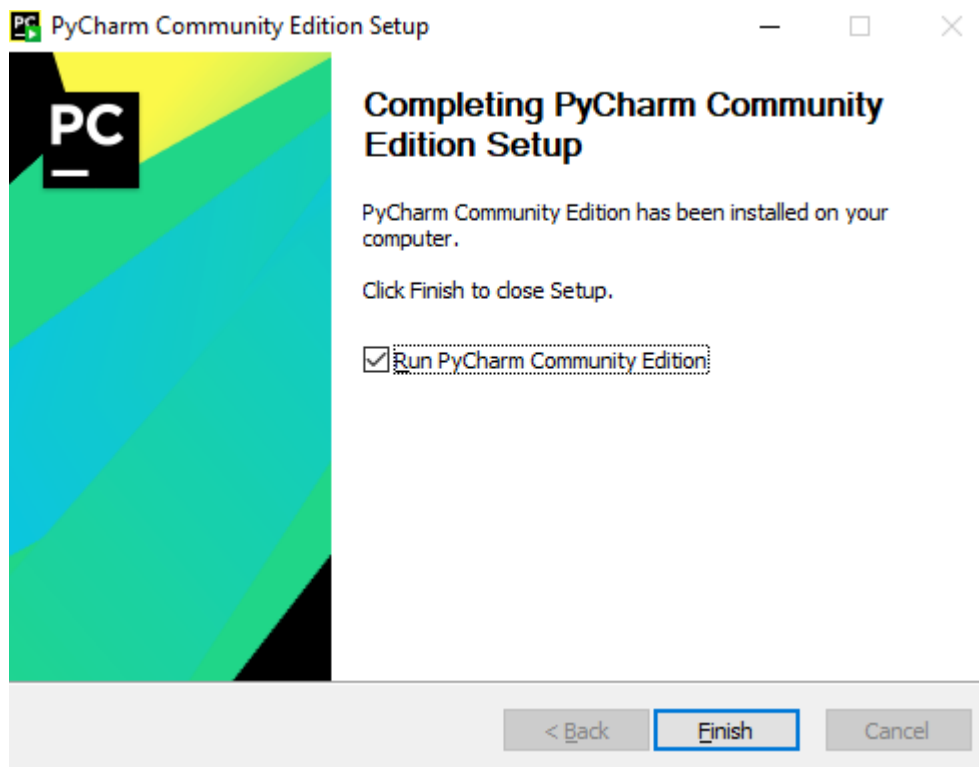 PyCharm Community Edition Setup
PC
Completing PyCharm Community
Edition Setup
PyCharm Community Edition has been installed on your
computer.
Click Finish to close Setup.
Run PyCharm Community Edition
< Back
Finish
Cancel